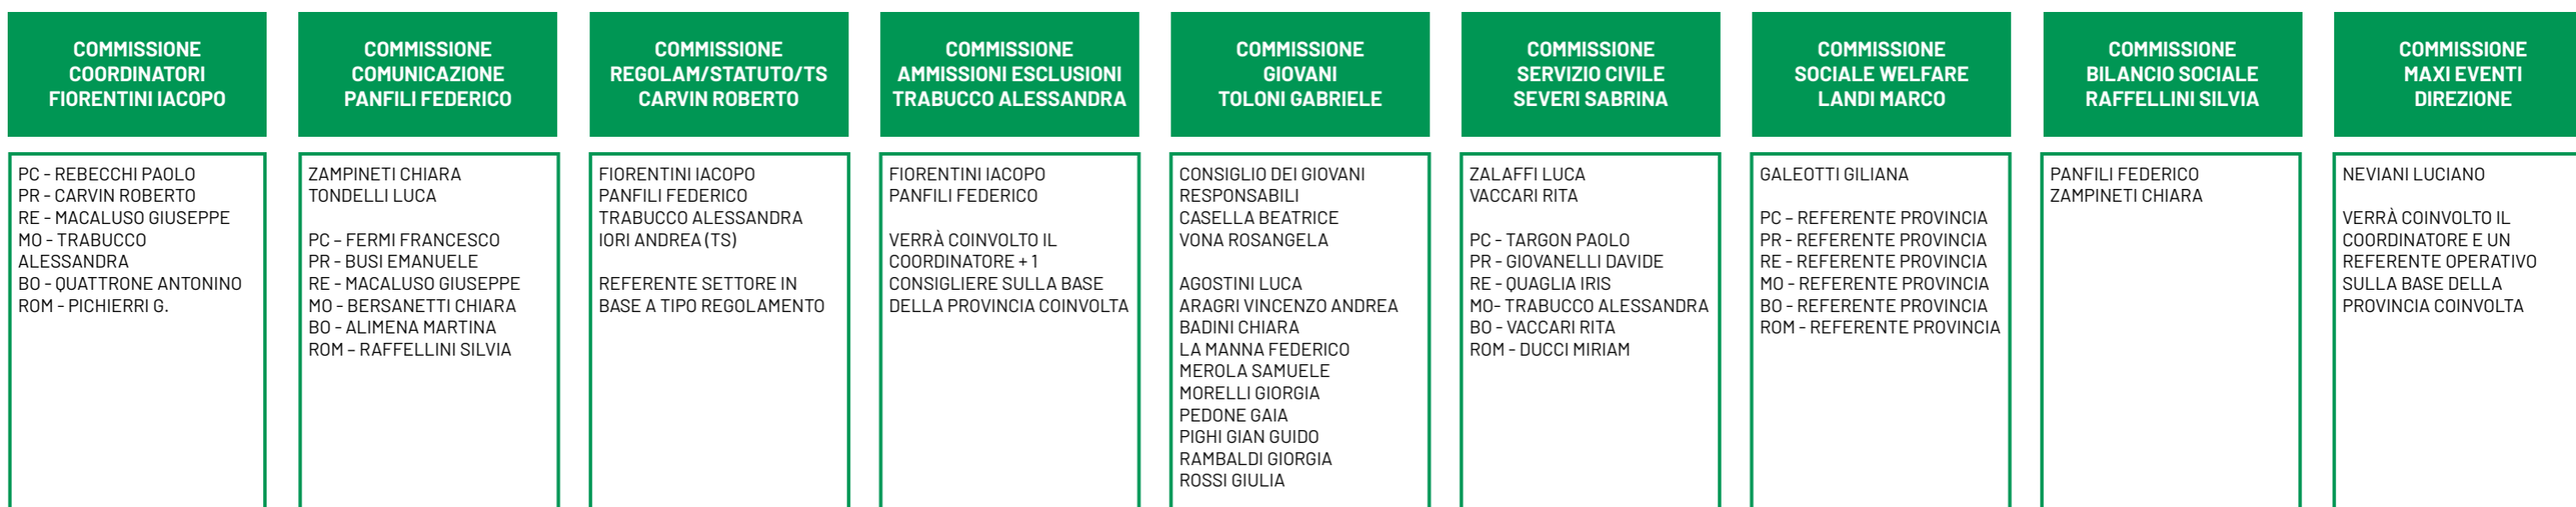 COMMISSIONE
COORDINATORI
FIORENTINI IACOPO
PC - REBECCHI PAOLO
PR - CARVIN ROBERTO
RE - MACALUSO GIUSEPPE
MO - TRABUCCO
ALESSANDRA
BO - QUATTRONE ANTONINO
ROM - PICHIERRI G.
COMMISSIONE
COMUNICAZIONE
PANFILI FEDERICO
ZAMPINETI CHIARA
TONDELLI LUCA
PC – FERMI FRANCESCO
PR - BUSI EMANUELE
RE - MACALUSO GIUSEPPE
MO - BERSANETTI CHIARA
BO - ALIMENA MARTINA
ROM – RAFFELLINI SILVIA
COMMISSIONE
REGOLAM/STATUTO/TS
CARVIN ROBERTO
FIORENTINI IACOPO
PANFILI FEDERICO
TRABUCCO ALESSANDRA
IORI ANDREA (TS)
REFERENTE SETTORE IN
BASE A TIPO REGOLAMENTO
COMMISSIONE
AMMISSIONI ESCLUSIONI
TRABUCCO ALESSANDRA
FIORENTINI IACOPO
PANFILI FEDERICO
VERRÀ COINVOLTO IL
COORDINATORE + 1
CONSIGLIERE SULLA BASE
DELLA PROVINCIA COINVOLTA
COMMISSIONE
GIOVANI
TOLONI GABRIELE
CONSIGLIO DEI GIOVANI
RESPONSABILI
CASELLA BEATRICE
VONA ROSANGELA
AGOSTINI LUCA
ARAGRI VINCENZO ANDREA
BADINI CHIARA
LA MANNA FEDERICO
MEROLA SAMUELE
MORELLI GIORGIA
PEDONE GAIA
PIGHI GIAN GUIDO
RAMBALDI GIORGIA
ROSSI GIULIA
COMMISSIONE
SERVIZIO CIVILE
SEVERI SABRINA
ZALAFFI LUCA
VACCARI RITA
PC - TARGON PAOLO
PR - GIOVANELLI DAVIDE
RE - QUAGLIA IRIS
MO- TRABUCCO ALESSANDRA
BO - VACCARI RITA
ROM - DUCCI MIRIAM
COMMISSIONE
SOCIALE WELFARE
LANDI MARCO
GALEOTTI GILIANA
PC – REFERENTE PROVINCIA
PR - REFERENTE PROVINCIA
RE - REFERENTE PROVINCIA
MO - REFERENTE PROVINCIA
BO - REFERENTE PROVINCIA
ROM - REFERENTE PROVINCIA
COMMISSIONE
BILANCIO SOCIALE
RAFFELLINI SILVIA
PANFILI FEDERICO
ZAMPINETI CHIARA
COMMISSIONE
MAXI EVENTI
DIREZIONE
NEVIANI LUCIANO
VERRÀ COINVOLTO IL
COORDINATORE E UN
REFERENTE OPERATIVO
SULLA BASE DELLA
PROVINCIA COINVOLTA